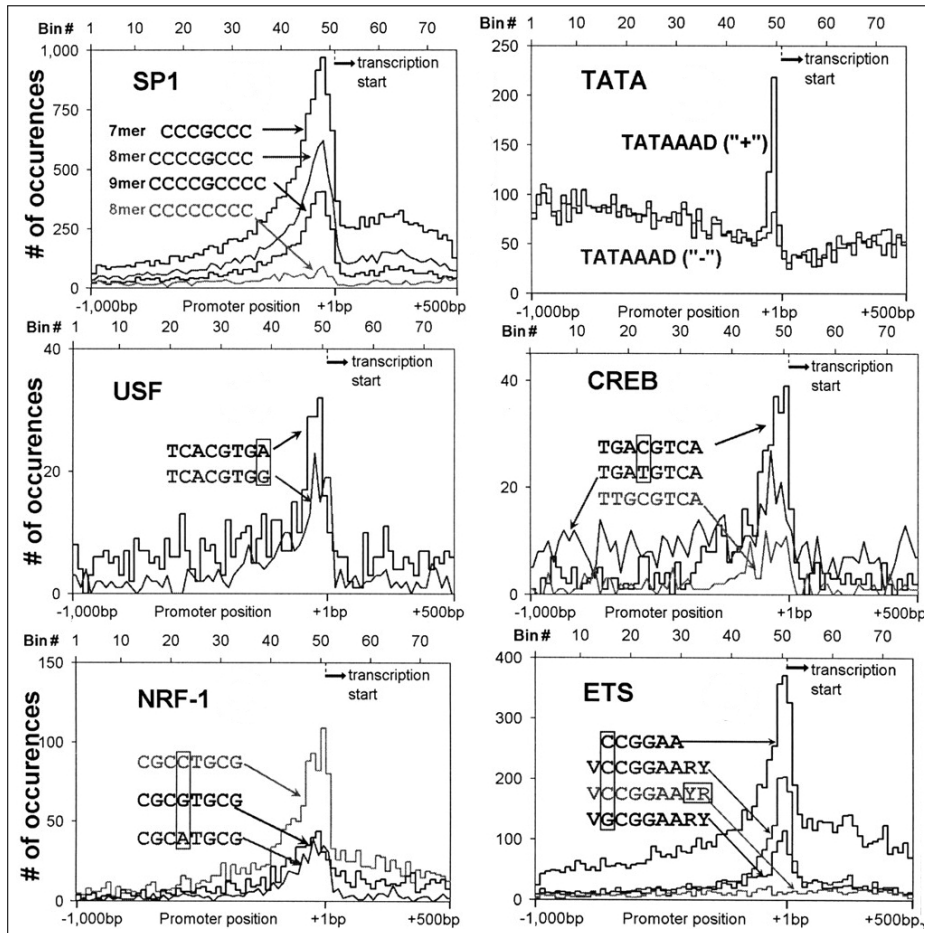 Bin # 1 10 20 30 40 50 60 70
1,000
750
500
250
0
# of occurences
SP1
transcription
start
7mer CCCGCCC
8mer CCCCGCCC
9mer CCCCGCCCC
8mer CCCCCCCC
-1,000bp Promoter position +1bp +500bp
Bin # 1 10 20 30 40 50 60 70
250
200
150
100
50
0
TATA
transcription
start
TATAAAD ("+")
TATAAAD ("-")
-1,000bp Promoter position +1bp +500bp
Bin # 1 10 20 30 40 50 60 70
40
20
0
# of occurences
USF
transcription
start
TCACGTGA
TCACGTGG
-1,000bp Promoter position +1bp +500bp
Bin # 1 10 20 30 40 50 60 70
40
20
0
CREB
transcription
start
TGACGTCA
TGATGTCA
TTGCGTCA
-1,000bp Promoter position +1bp +500bp
Bin # 1 10 20 30 40 50 60 70
150
100
50
0
# of occurences
NRF-1
transcription
start
CGCCTGCG
CGCGTGCG
CGCATGCG
-1,000bp Promoter position +1bp +500bp
Bin # 1 10 20 30 40 50 60 70
400
300
200
100
0
ETS
transcription
start
CCGGAA
VCCGGAARY
VCCGGAAYR
VGCGGAARY
-1,000bp Promoter position +1bp +500bp